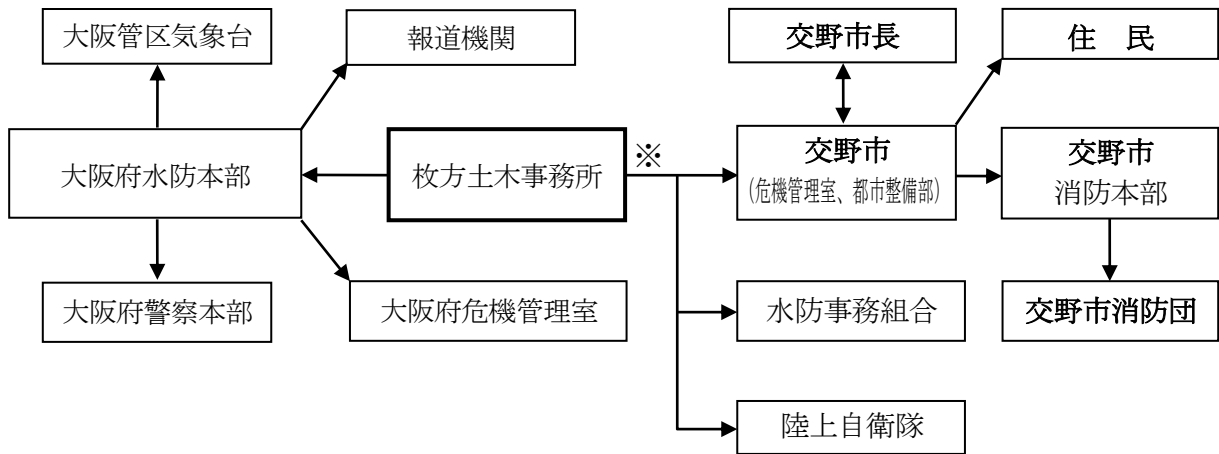 大阪管区気象台
報道機関
交野市長
住　民
大阪府水防本部
枚方土木事務所
※
交野市
(危機管理室、都市整備部)
交野市
消防本部
大阪府警察本部
大阪府危機管理室
水防事務組合
交野市消防団
陸上自衛隊